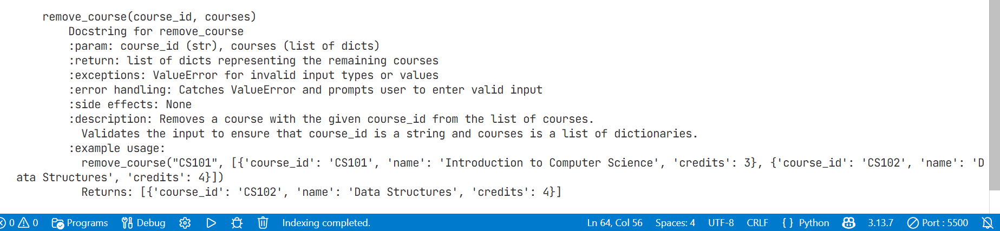 remove_course(course_id, courses)
Docstring for remove_course
:param: course_id (str), courses (list of dicts)
:return: list of dicts representing the remaining courses
:exceptions: ValueError for invalid input types or values
:error handling: Catches ValueError and prompts user to enter valid input
:side effects: None
:description: Removes a course with the given course_id from the list of courses.
Validates the input to ensure that course_id is a string and courses is a list of dictionaries.
:example usage:
remove_course("CS101", [{'course_id': 'CS101', 'name': 'Introduction to Computer Science', 'credits': 3}, {'course_id': 'CS102', 'name': 'D
ata Structures', 'credits': 4}])
Returns: [{'course_id': 'CS102', 'name': 'Data Structures', 'credits': 4}]
0 0 Programs Debug Indexing completed. Ln 64, Col 56 Spaces: 4 UTF-8 CRLF {} Python 3.13.7 Port : 5500